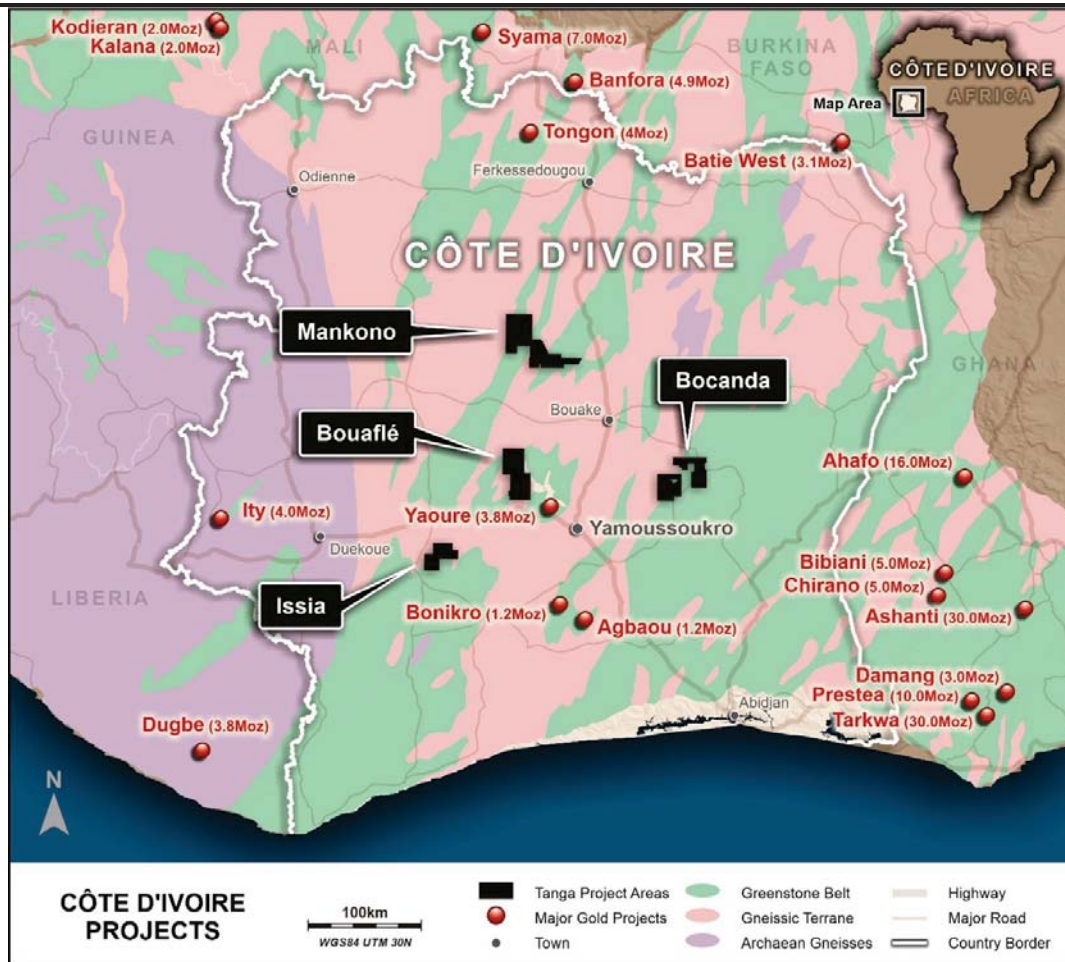 Kodieran (2.0Moz)
Kalana (2.0Moz)
MALI
Syama (7.0Moz)
BURKINA
FASO
CÔTE D'IVOIRE
AFRICA
Map Area
Banfora (4.9Moz)
GUINEA
Tongon (4Moz)
Batie West (3.1Moz)
Odienne
Ferkessedougou
CÔTE D'IVOIRE
Mankono
GHANA
Bocanda
Bouake
Bouaflé
Ahafo (16.0Moz)
Ity (4.0Moz)
Yaoure (3.8Moz)
Yamoussoukro
Duekoue
Bibiani (5.0Moz)
Chirano (5.0Moz)
LIBERIA
Issia
Bonikro (1.2Moz)
Agbaou (1.2Moz)
Ashanti (30.0Moz)
Damang (3.0Moz)
Prestea (10.0Moz)
Abidjan
Tarkwa (30.0Moz)
Dugbe (3.8Moz)
N
CÔTE D'IVOIRE
PROJECTS
100km
WGS84 UTM 30N
Tanga Project Areas
Major Gold Projects
Town
Greenstone Belt
Gneissic Terrane
Archaean Gneisses
Highway
Major Road
Country Border